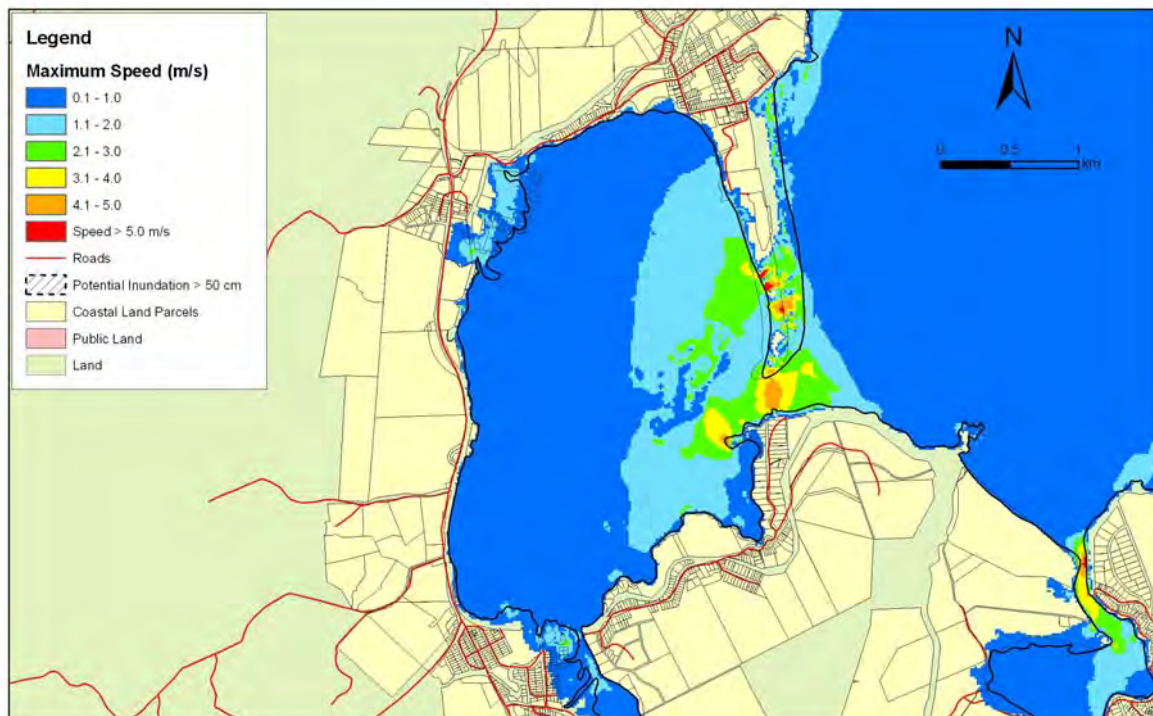 Legend
Maximum Speed (m/s)
0.1 - 1.0
1.1 - 2.0
2.1 - 3.0
3.1 - 4.0
4.1 - 5.0
Speed > 5.0 m/s
Roads
Potential Inundation > 50 cm
Coastal Land Parcels
Public Land
Land
N
0 0.5 1
km